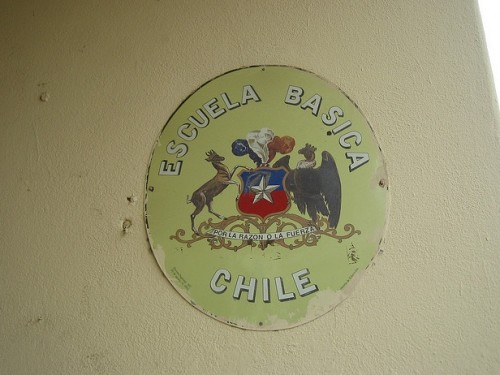 ESCUELA BASICA
POR LA RAZON O LA FUERZA
CHILE